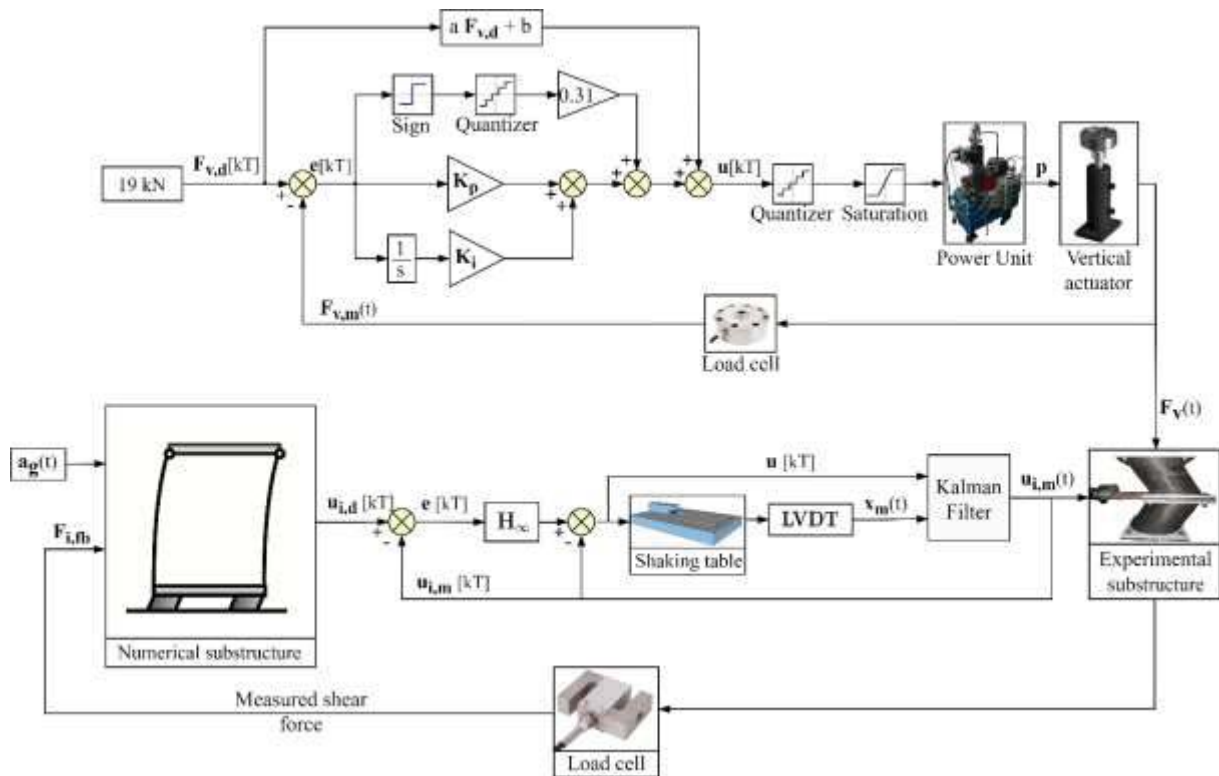 a F_v,d + b
0.31
Sign
Quantizer
F_v,d[kT]
e[kT]
19 kN
+
-
K_p
+
+
+
+
+
+
u[kT]
Quantizer
Saturation
Power Unit
p
Vertical
actuator
1
s
K_i
F_v,m(t)
Load cell
F_v(t)
a_g(t)
F_i,fb
Numerical substructure
u_i,d [kT]
+
-
e [kT]
H_∞
+
-
u [kT]
Shaking table
LVDT
x_m(t)
Kalman
Filter
u_i,m(t)
Experimental
substructure
u_i,m [kT]
Measured shear
force
Load cell